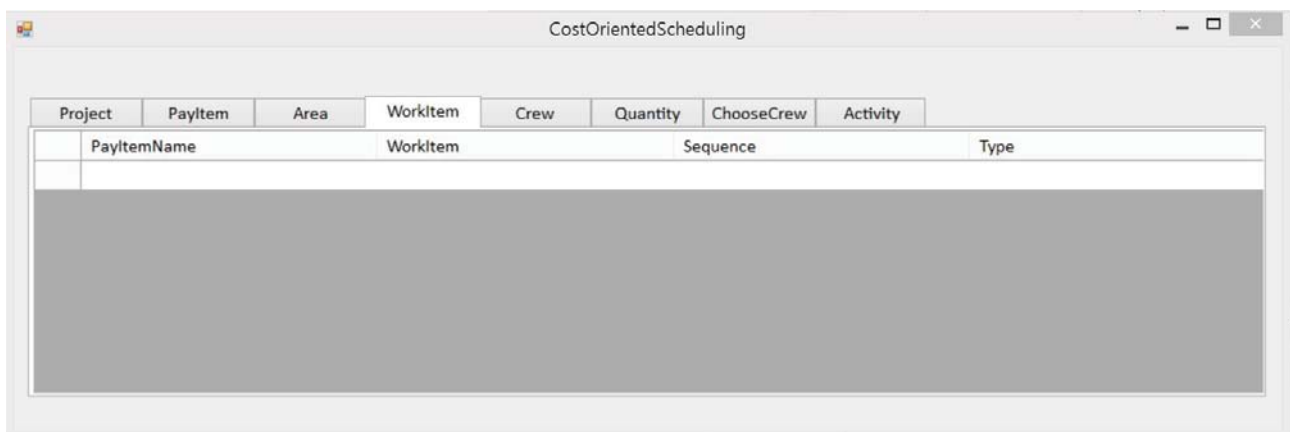 CostOrientedScheduling
Project PayItem Area WorkItem Crew Quantity ChooseCrew Activity
PayItemName WorkItem Sequence Type